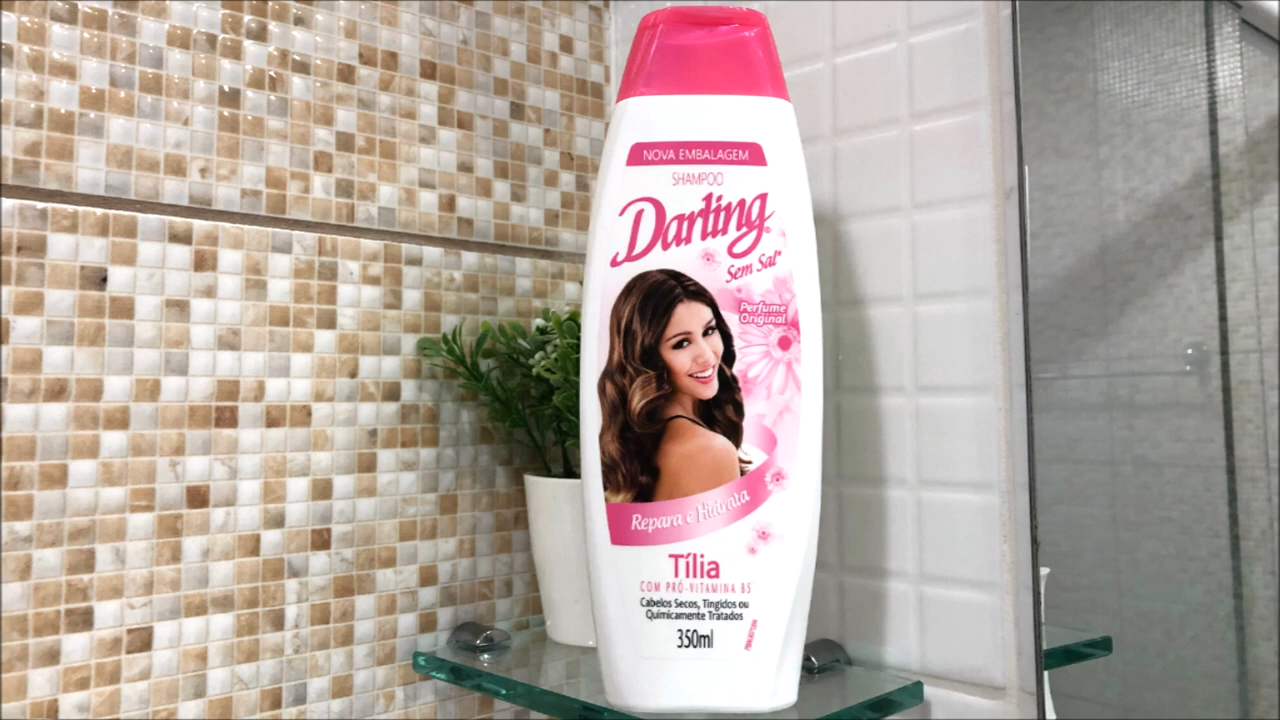 NOVA EMBALAGEM
SHAMPOO
Darling
Sem Sal*
Perfume
Original
Repara e Hidrata
Tília
COM PRÓ-VITAMINA B5
Cabelos Secos, Tingidos ou
Quimicamente Tratados
350ml